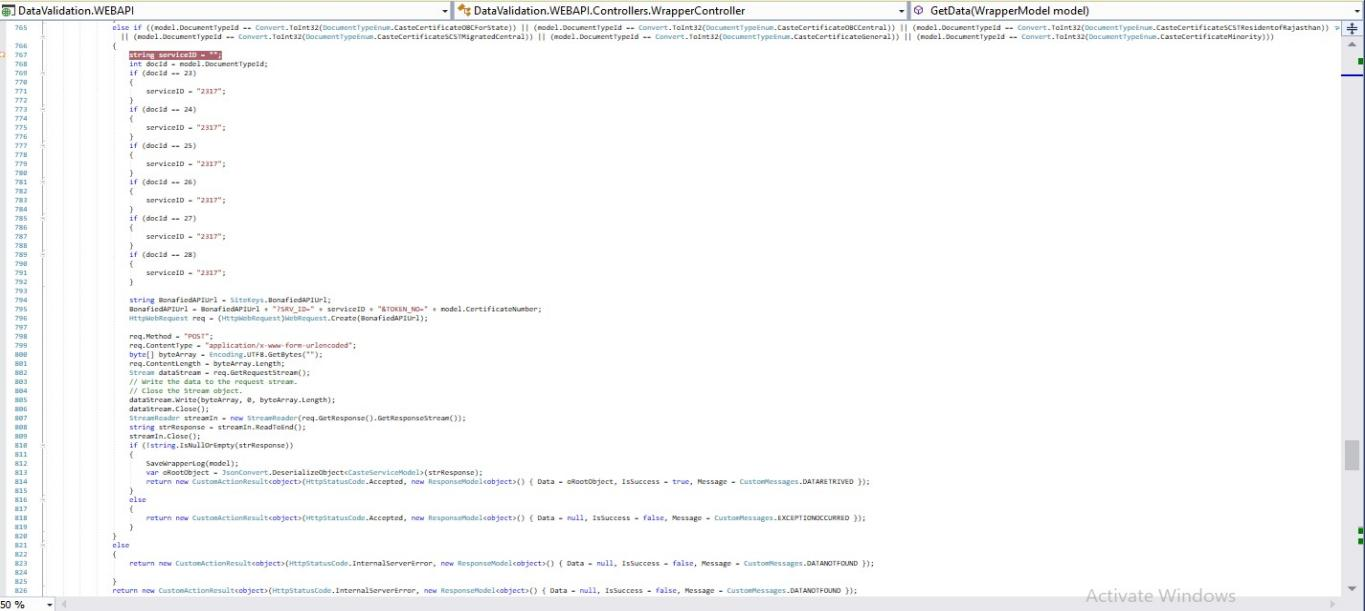 DataValidation.WEBAPI DataValidation.WEBAPI.Controllers.WrapperController GetData(WrapperModel model)
765 else if ((model.DocumentTypeId == Convert.ToInt32(DocumentTypeEnum.CasteCertificateOBCForState)) || (model.DocumentTypeId == Convert.ToInt32(DocumentTypeEnum.CasteCertificateOBCCentral)) || (model.DocumentTypeId == Convert.ToInt32(DocumentTypeEnum.CasteCertificateSCSTResidentofRajasthan))
|| (model.DocumentTypeId == Convert.ToInt32(DocumentTypeEnum.CasteCertificateSCSTMigratedCentral)) || (model.DocumentTypeId == Convert.ToInt32(DocumentTypeEnum.CasteCertificateGeneral)) || (model.DocumentTypeId == Convert.ToInt32(DocumentTypeEnum.CasteCertificateMinority)))
766 {
767 string serviceID = "";
768 int docId = model.DocumentTypeId;
769 if (docId == 23)
770 {
771 serviceID = "2317";
772 }
773 if (docId == 24)
774 {
775 serviceID = "2317";
776 }
777 if (docId == 25)
778 {
779 serviceID = "2317";
780 }
781 if (docId == 26)
782 {
783 serviceID = "2317";
784 }
785 if (docId == 27)
786 {
787 serviceID = "2317";
788 }
789 if (docId == 28)
790 {
791 serviceID = "2317";
792 }
793
794 string BonafiedAPIUrl = SiteKeys.BonafiedAPIUrl;
795 BonafiedAPIUrl = BonafiedAPIUrl + "?SRV_ID=" + serviceID + "&TOKEN_NO=" + model.CertificateNumber;
796 HttpWebRequest req = (HttpWebRequest)WebRequest.Create(BonafiedAPIUrl);
797
798 req.Method = "POST";
799 req.ContentType = "application/x-www-form-urlencoded";
800 byte[] byteArray = Encoding.UTF8.GetBytes("");
801 req.ContentLength = byteArray.Length;
802 Stream dataStream = req.GetRequestStream();
803 // Write the data to the request stream.
804 // Close the Stream object.
805 dataStream.Write(byteArray, 0, byteArray.Length);
806 dataStream.Close();
807 StreamReader streamIn = new StreamReader(req.GetResponse().GetResponseStream());
808 string strResponse = streamIn.ReadToEnd();
809 streamIn.Close();
810 if (!string.IsNullOrEmpty(strResponse))
811 {
812 SaveWrapperLog(model);
813 var oRootObject = JsonConvert.DeserializeObject<CasteServiceModel>(strResponse);
814 return new CustomActionResult<object>(HttpStatusCode.Accepted, new ResponseModel<object>() { Data = oRootObject, IsSuccess = true, Message = CustomMessages.DATARETRIVED });
815 }
816 else
817 {
818 return new CustomActionResult<object>(HttpStatusCode.Accepted, new ResponseModel<object>() { Data = null, IsSuccess = false, Message = CustomMessages.EXCEPTIONOCCURRED });
819 }
820 }
821 else
822 {
823 return new CustomActionResult<object>(HttpStatusCode.InternalServerError, new ResponseModel<object>() { Data = null, IsSuccess = false, Message = CustomMessages.DATANOTFOUND });
824
825 }
826 return new CustomActionResult<object>(HttpStatusCode.InternalServerError, new ResponseModel<object>() { Data = null, IsSuccess = false, Message = CustomMessages.DATANOTFOUND });
Activate Windows
50 %